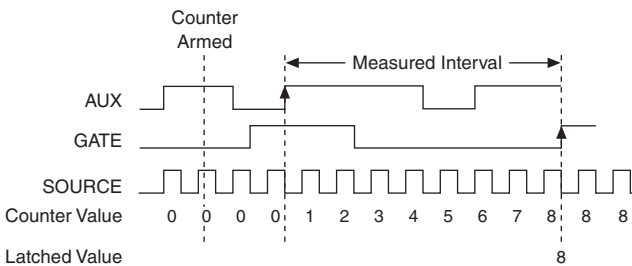 Counter
Armed
Measured Interval
AUX
GATE
SOURCE
Counter Value 0 0 0 0 1 2 3 4 5 6 7 8 8 8
Latched Value 8